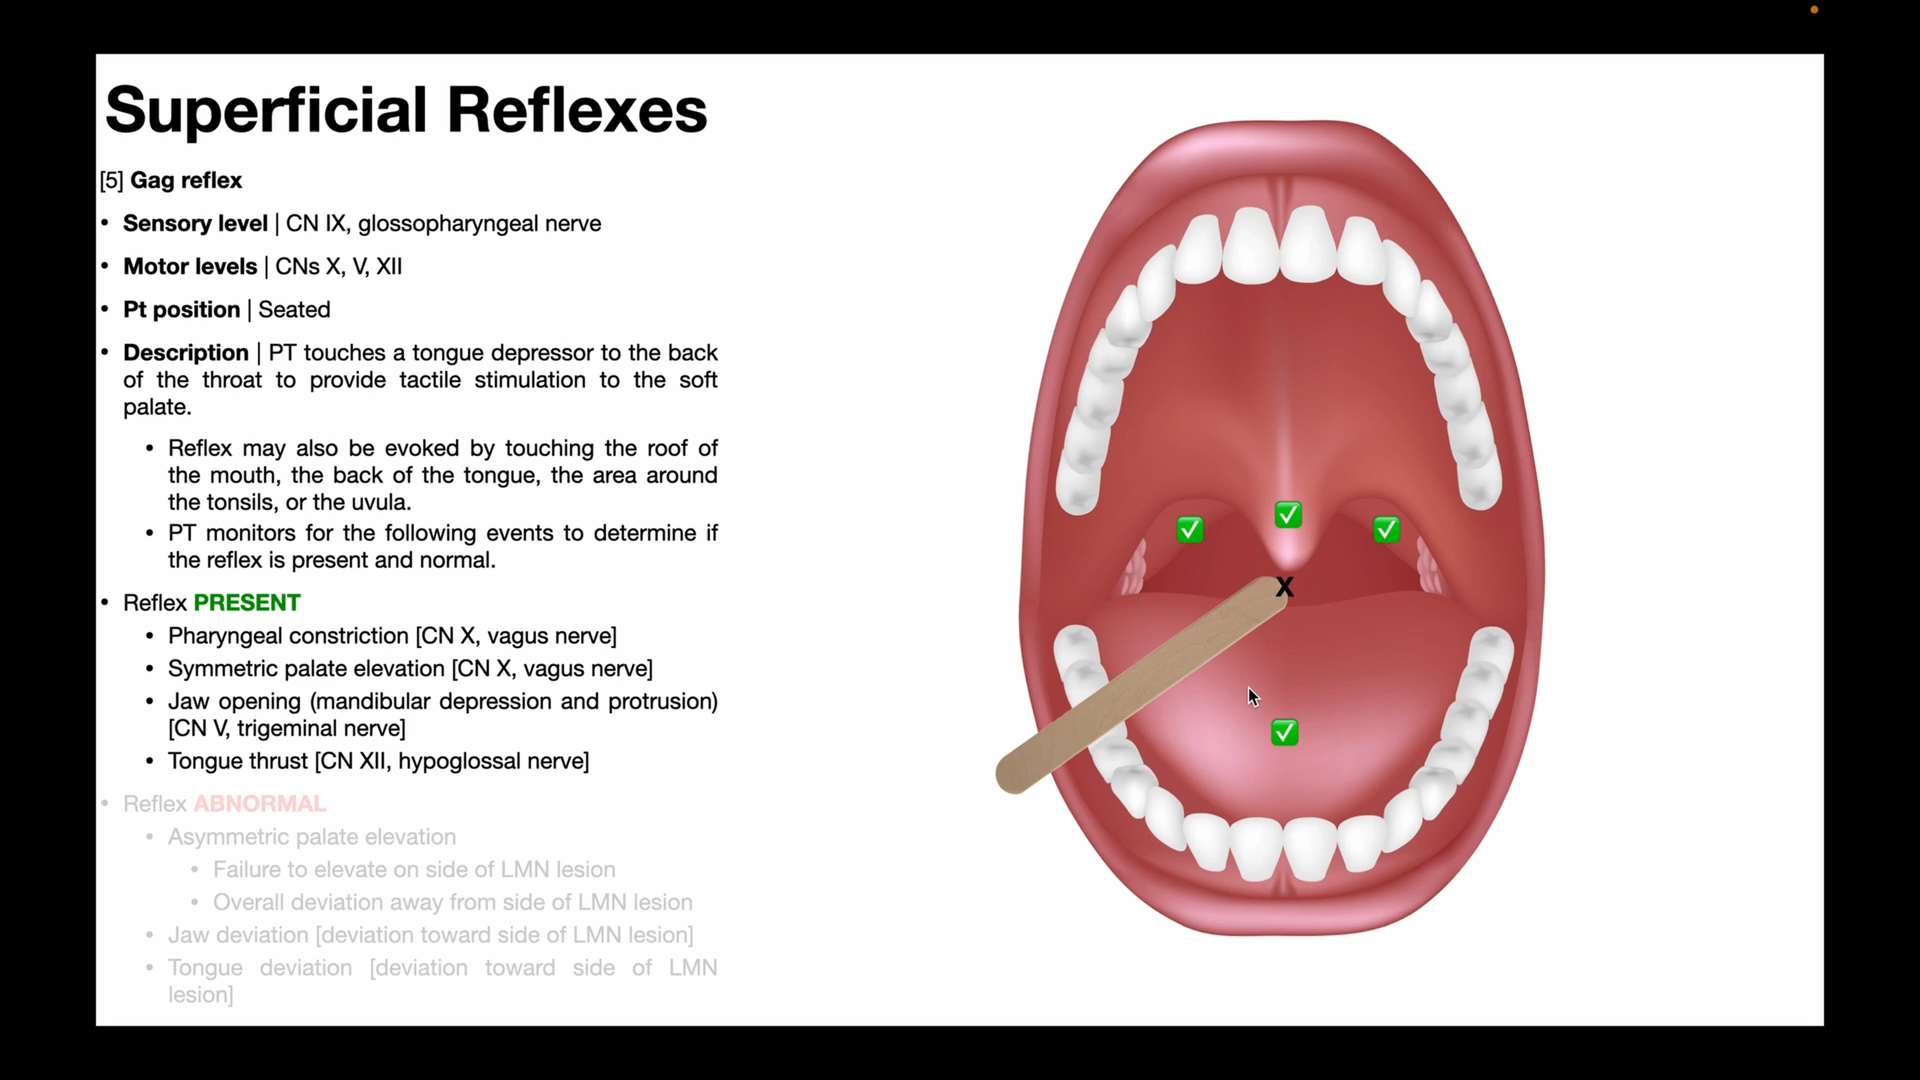 Superficial Reflexes
[5] Gag reflex
• Sensory level | CN IX, glossopharyngeal nerve
• Motor levels | CNs X, V, XII
• Pt position | Seated
• Description | PT touches a tongue depressor to the back
of the throat to provide tactile stimulation to the soft
palate.
• Reflex may also be evoked by touching the roof of
the mouth, the back of the tongue, the area around
the tonsils, or the uvula.
• PT monitors for the following events to determine if
the reflex is present and normal.
• Reflex PRESENT
• Pharyngeal constriction [CN X, vagus nerve]
• Symmetric palate elevation [CN X, vagus nerve]
• Jaw opening (mandibular depression and protrusion)
[CN V, trigeminal nerve]
• Tongue thrust [CN XII, hypoglossal nerve]
• Reflex ABNORMAL
• Asymmetric palate elevation
• Failure to elevate on side of LMN lesion
• Overall deviation away from side of LMN lesion
• Jaw deviation [deviation toward side of LMN lesion]
• Tongue deviation [deviation toward side of LMN
lesion]
X